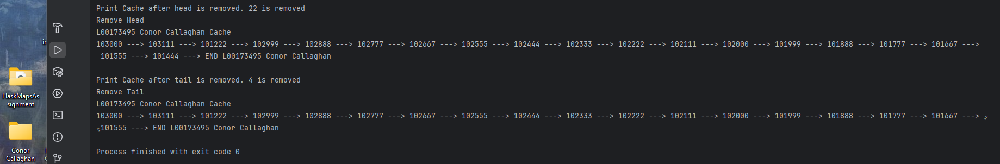 Print Cache after head is removed. 22 is removed
Remove Head
L00173495 Conor Callaghan Cache
103000 ---> 103111 ---> 101222 ---> 102999 ---> 102888 ---> 102777 ---> 102667 ---> 102555 ---> 102444 ---> 102333 ---> 102222 ---> 102111 ---> 102000 ---> 101999 ---> 101888 ---> 101777 ---> 101667 --->
101555 ---> 101444 ---> END L00173495 Conor Callaghan
Print Cache after tail is removed. 4 is removed
Remove Tail
L00173495 Conor Callaghan Cache
103000 ---> 103111 ---> 101222 ---> 102999 ---> 102888 ---> 102777 ---> 102667 ---> 102555 ---> 102444 ---> 102333 ---> 102222 ---> 102111 ---> 102000 ---> 101999 ---> 101888 ---> 101777 ---> 101667 --->
101555 ---> END L00173495 Conor Callaghan
Process finished with exit code 0
HaskMapsAs
signment
Conor
Callaghan